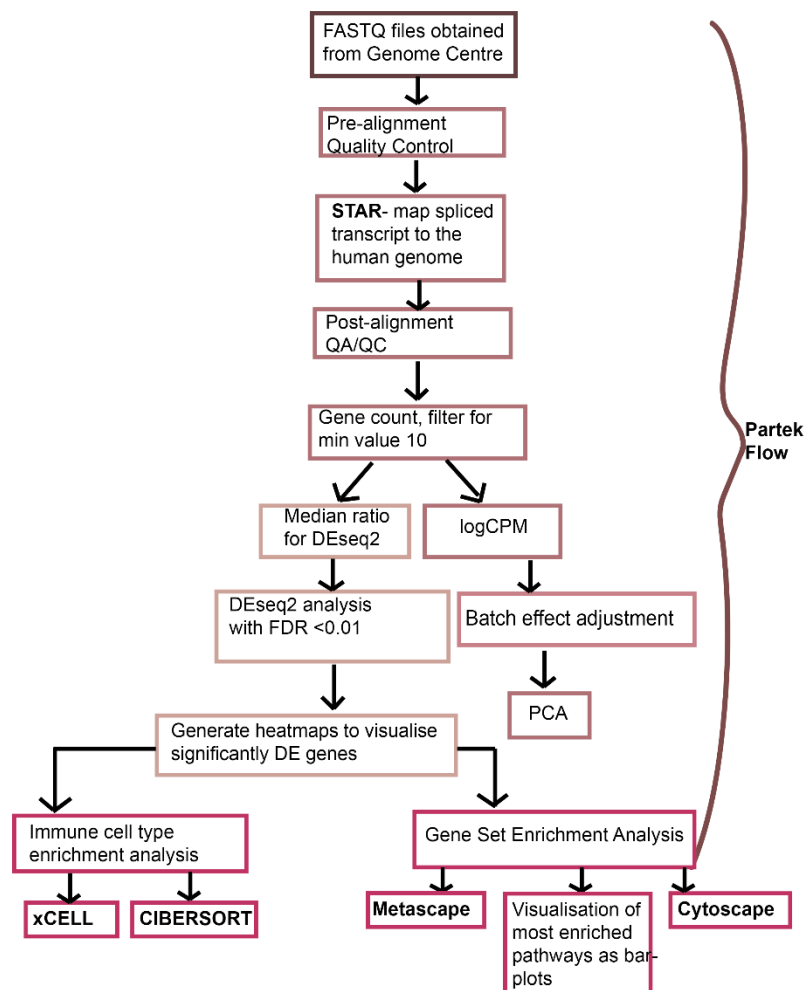 FASTQ files obtained
from Genome Centre
Pre-alignment
Quality Control
STAR- map spliced
transcript to the
human genome
Post-alignment
QA/QC
Gene count, filter for
min value 10
Partek
Flow
Median ratio
for DEseq2
logCPM
DEseq2 analysis
with FDR <0.01
Batch effect adjustment
PCA
Generate heatmaps to visualise
significantly DE genes
Immune cell type
enrichment analysis
Gene Set Enrichment Analysis
xCELL
CIBERSORT
Metascape
Visualisation of
most enriched
pathways as bar-
plots
Cytoscape